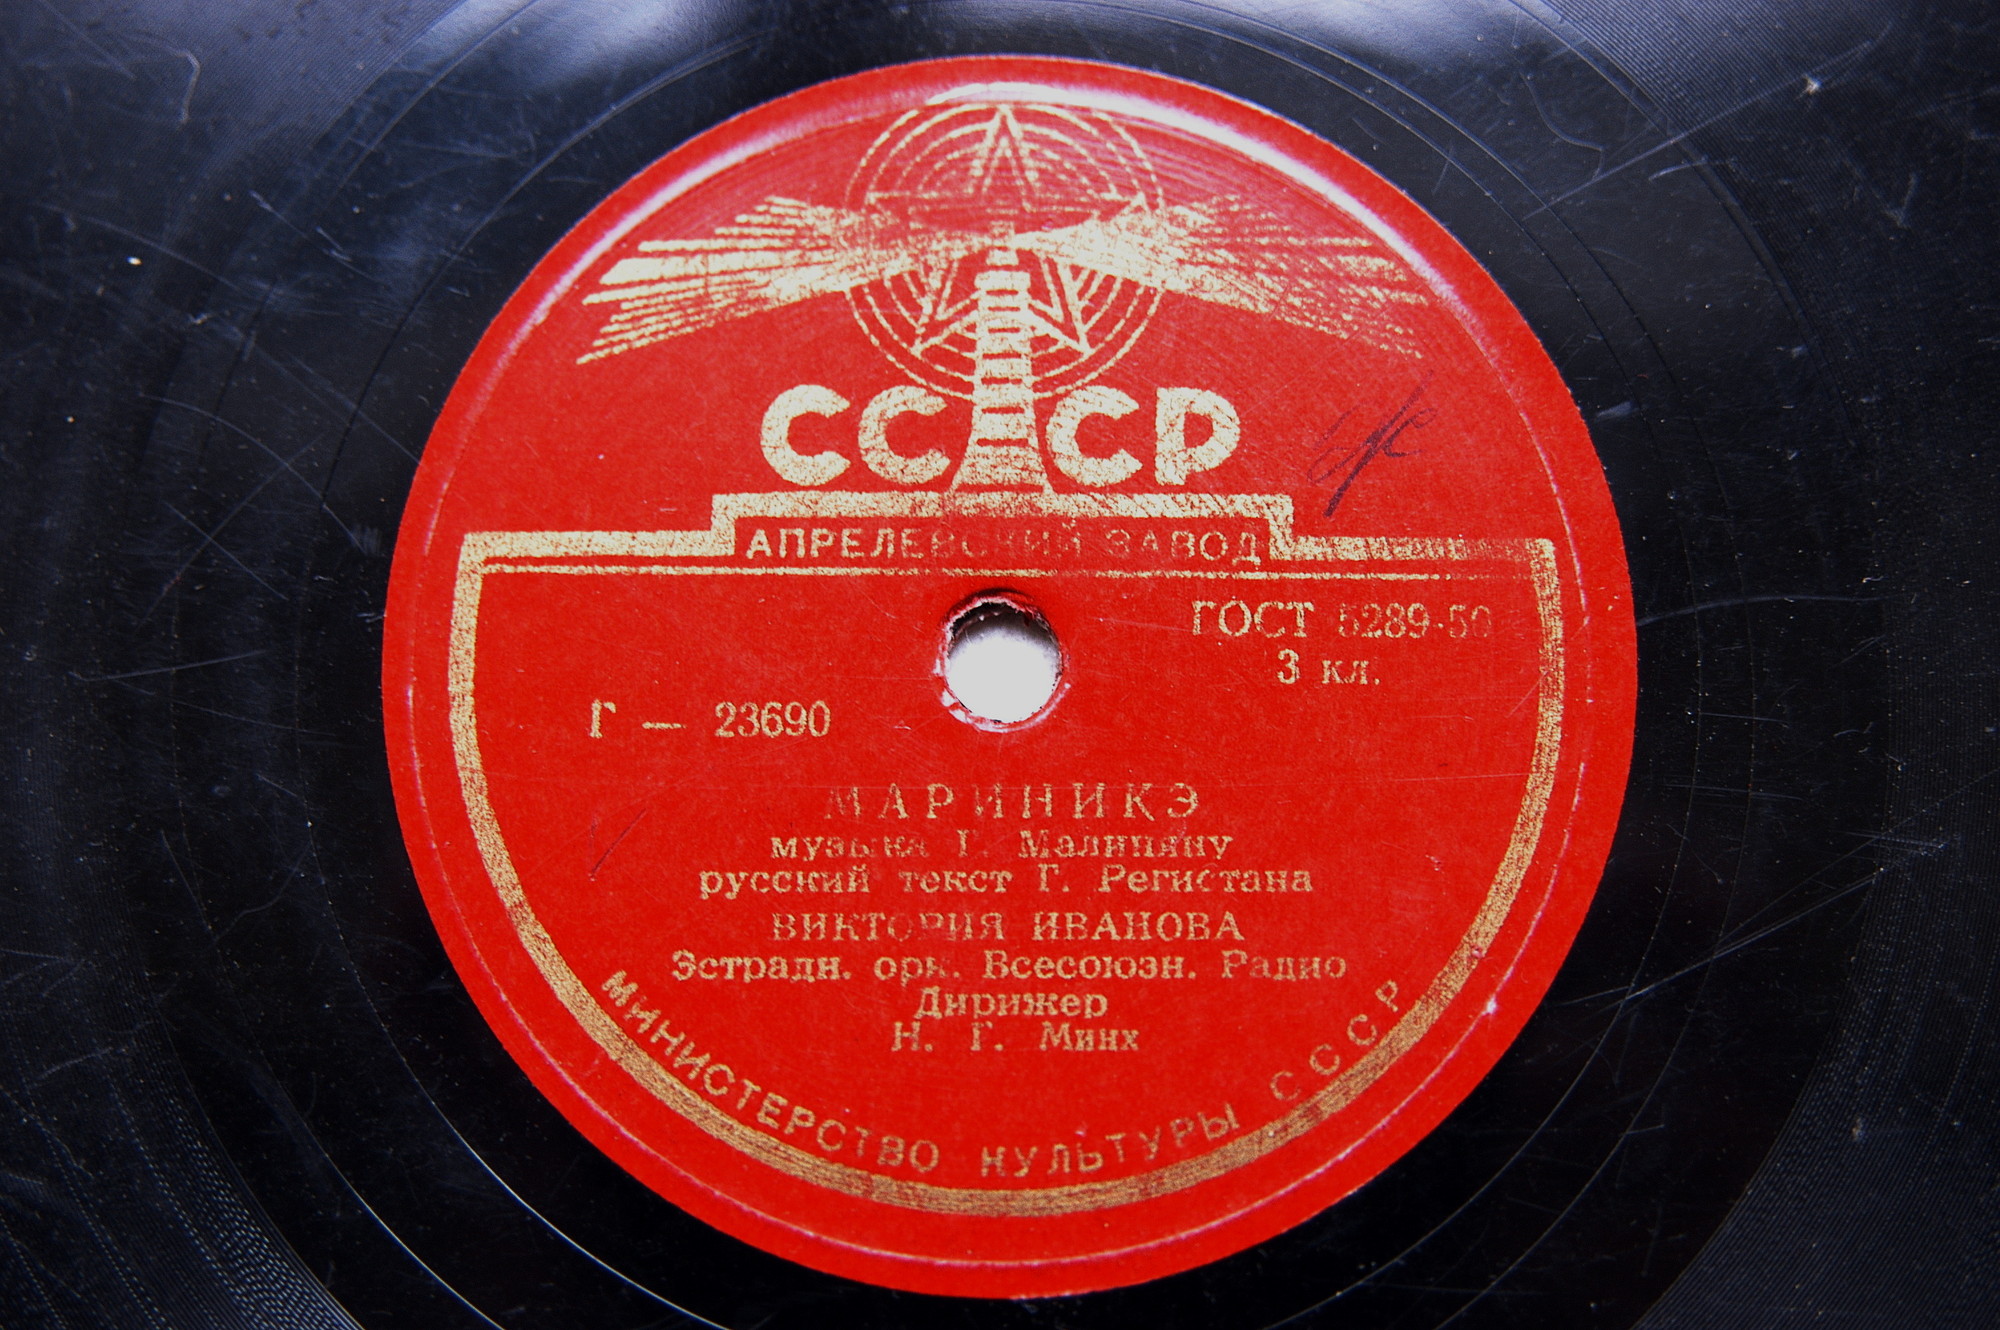 СССР
АПРЕЛЕВСКИЙ ЗАВОД
ГОСТ 5289-50
3 кл.
Г — 23690
МАРИНИКЭ
музыка Г. Малиняну
русский текст Г. Регистана
ВИКТОРИЯ ИВАНОВА
Эстрадн. орк. Всесоюзн. Радио
Дирижер
Н. Г. Минх
МИНИСТЕРСТВО КУЛЬТУРЫ СССР